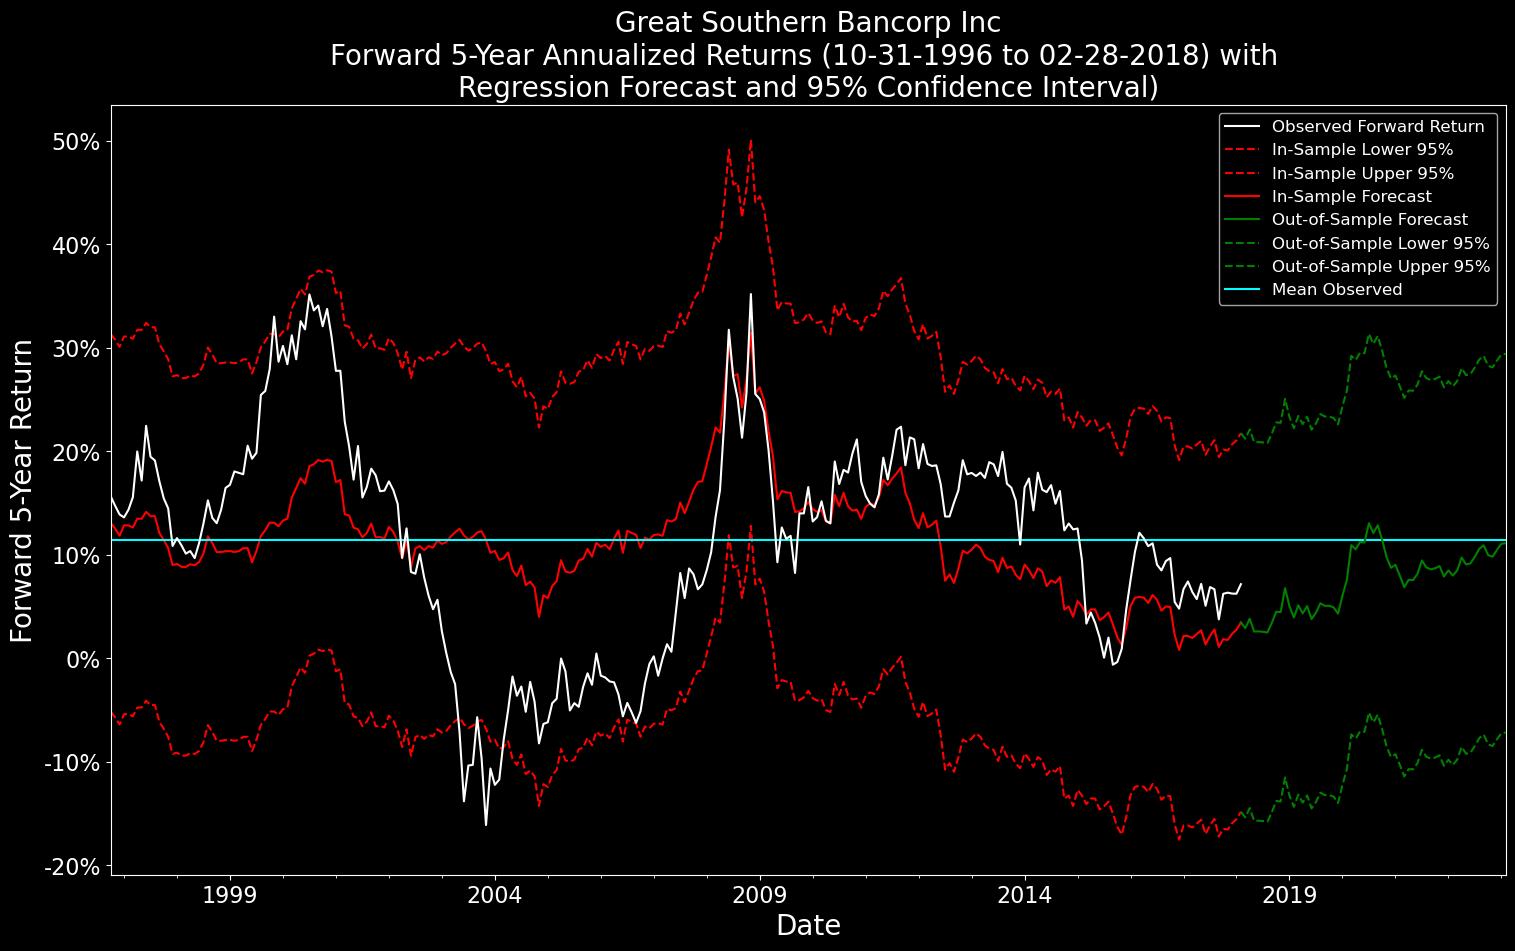 Great Southern Bancorp Inc
Forward 5-Year Annualized Returns (10-31-1996 to 02-28-2018) with
Regression Forecast and 95% Confidence Interval)
Observed Forward Return
In-Sample Lower 95%
In-Sample Upper 95%
In-Sample Forecast
Out-of-Sample Forecast
Out-of-Sample Lower 95%
Out-of-Sample Upper 95%
Mean Observed
Forward 5-Year Return
50%
40%
30%
20%
10%
0%
-10%
-20%
1999
2004
2009
2014
2019
Date